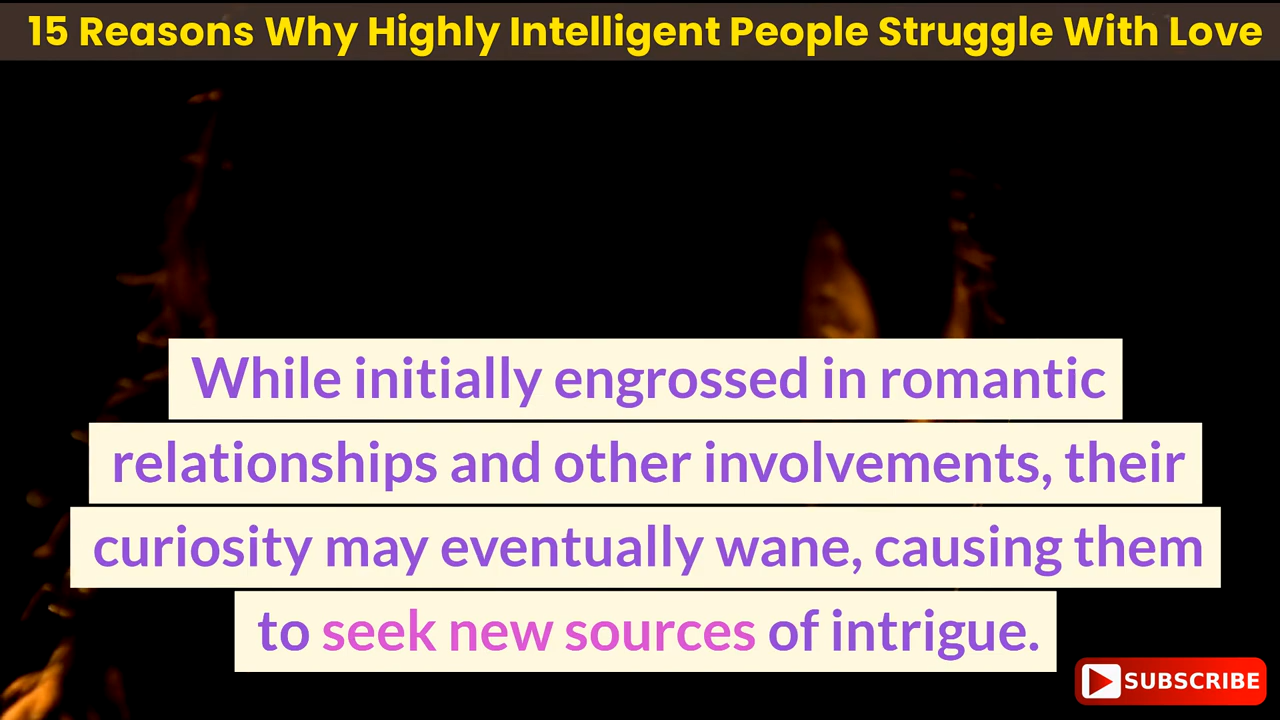 15 Reasons Why Highly Intelligent People Struggle With Love
While initially engrossed in romantic
relationships and other involvements, their
curiosity may eventually wane, causing them
to seek new sources of intrigue.
SUBSCRIBE